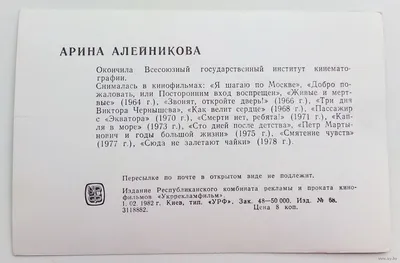 АРИНА АЛЕЙНИКОВА
Окончила Всесоюзный государственный институт кинемато-
графии.
Снималась в кинофильмах: «Я шагаю по Москве», «Добро по-
жаловать, или Посторонним вход воспрещен», «Живые и мерт-
вые» (1964 г.), «Звонят, откройте дверь!» (1966 г.), «Три дня
Виктора Чернышева», «Как велит сердце» (1968 г.), «Пассажир
с «Экватора» (1970 г.), «Смерти нет, ребята!» (1971 г.), «Кап-
ля в море» (1973 г.), «Сто дней после детства», «Петр Марты-
нович и годы большой жизни» (1975 г.), «Смятение чувств»
(1977 г.), «Сюда не залетают чайки» (1978 г.).
Пересылке по почте в открытом виде не подлежит.
Издание Республиканского комбината рекламы и проката кино-
фильмов «Укррекламфильм».
1. 02. 1982 г. Киев, тип. «УРФ». Зак. 48—50 000. Изд. № 6в.
3118882. Цена 8 коп.